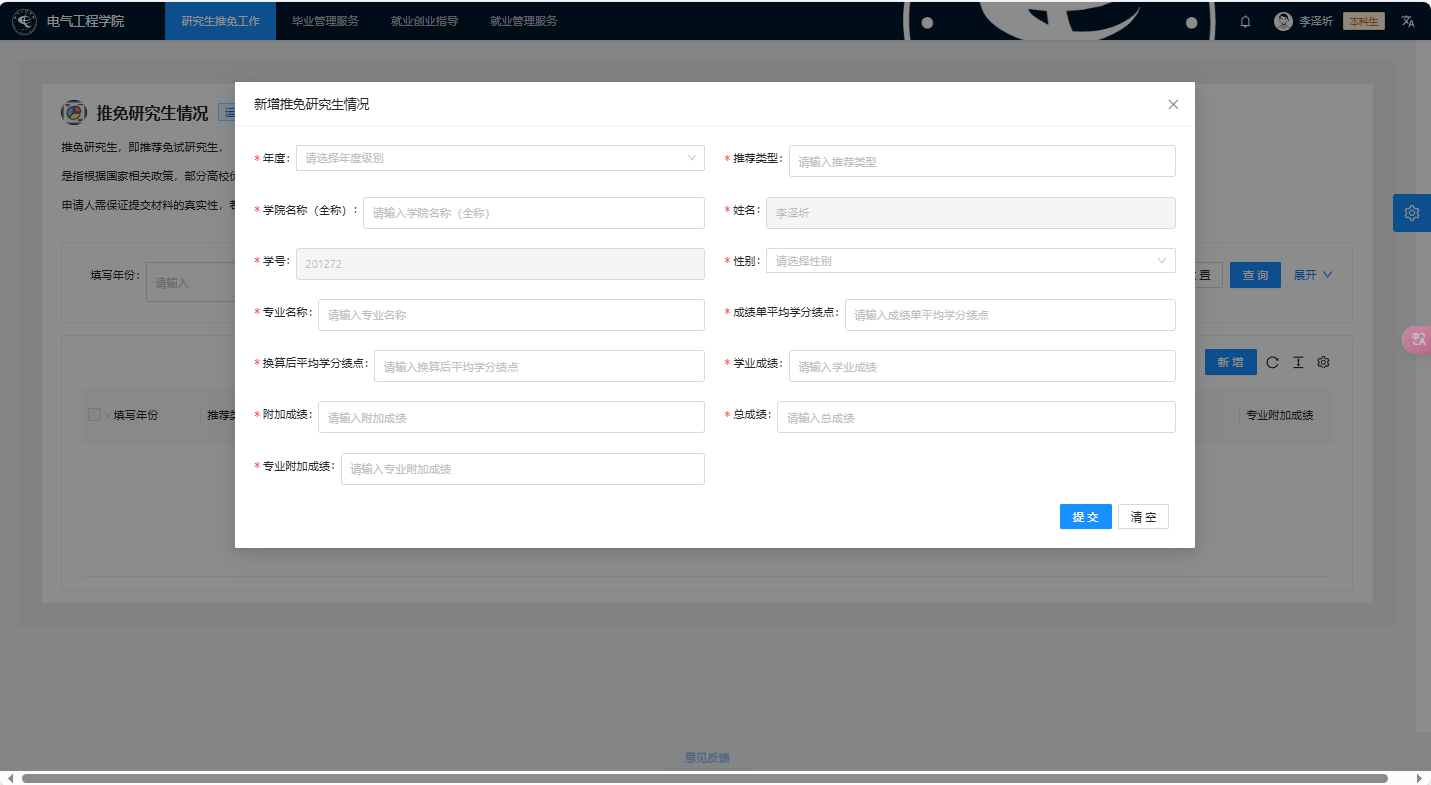 电气工程学院
研究生推免工作
毕业管理服务
就业创业指导
就业管理服务
李泽圻
本科生
推免研究生情况
推免研究生，即推荐免试研究生，
是指根据国家相关政策，部分高校
申请人需保证提交材料的真实性，
填写年份：
请输入
查 询
展开
新 增
填写年份
推荐
专业附加成绩
新增推免研究生情况
* 年度：
请选择年度级别
* 推荐类型：
请输入推荐类型
* 学院名称（全称）：
请输入学院名称（全称）
* 姓名：
李泽圻
* 学号：
201272
* 性别：
请选择性别
* 专业名称：
请输入专业名称
* 成绩单平均学分绩点：
请输入成绩单平均学分绩点
* 换算后平均学分绩点：
请输入换算后平均学分绩点
* 学业成绩：
请输入学业成绩
* 附加成绩：
请输入附加成绩
* 总成绩：
请输入总成绩
* 专业附加成绩：
请输入专业附加成绩
提 交
清 空
意见反馈